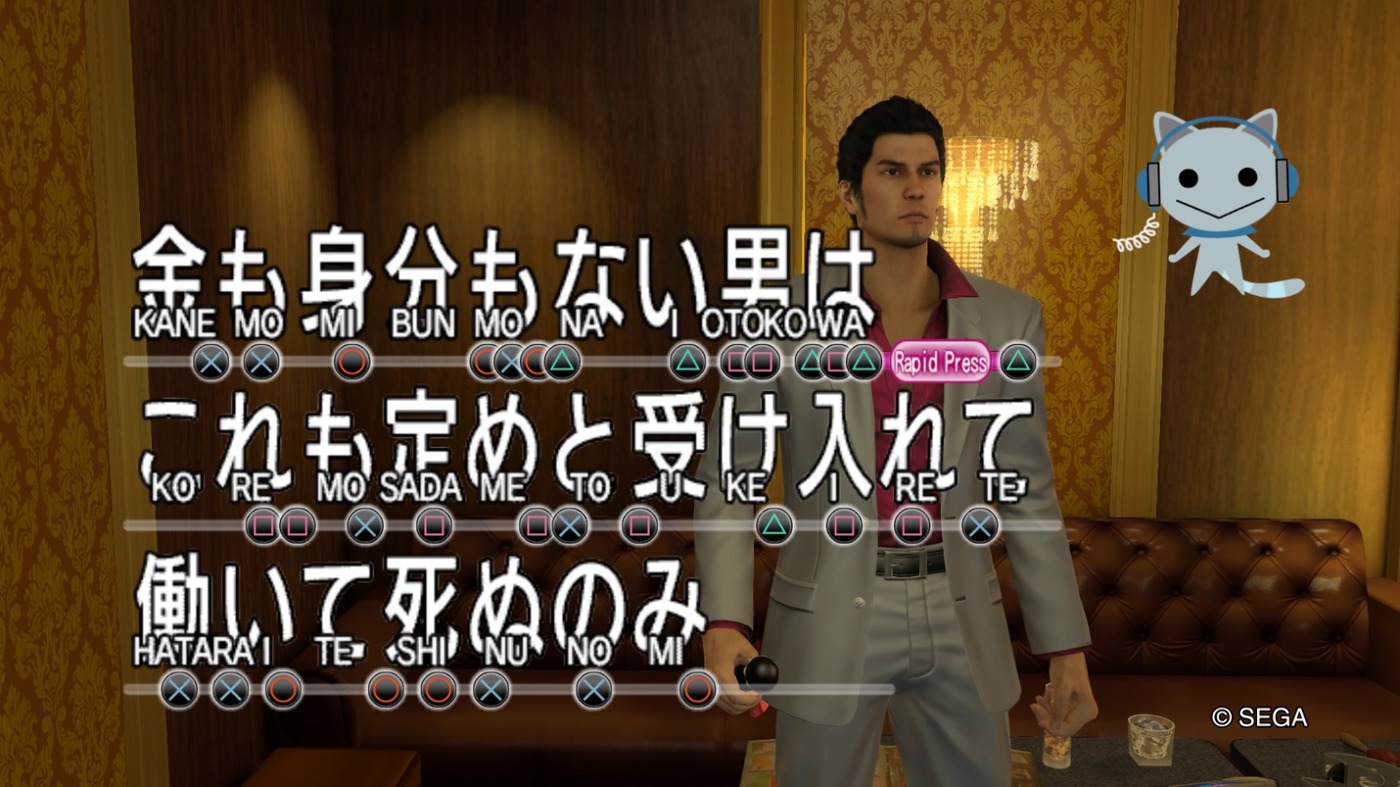 金も身分もない男は
KANE MO MI BUN MO NA I OTOKO WA
Rapid Press
これも定めと受け入れて
KO RE MO SADA ME TO U KE I RE TE
働いて死ぬのみ
HATARA I TE SHI NU NO MI
© SEGA